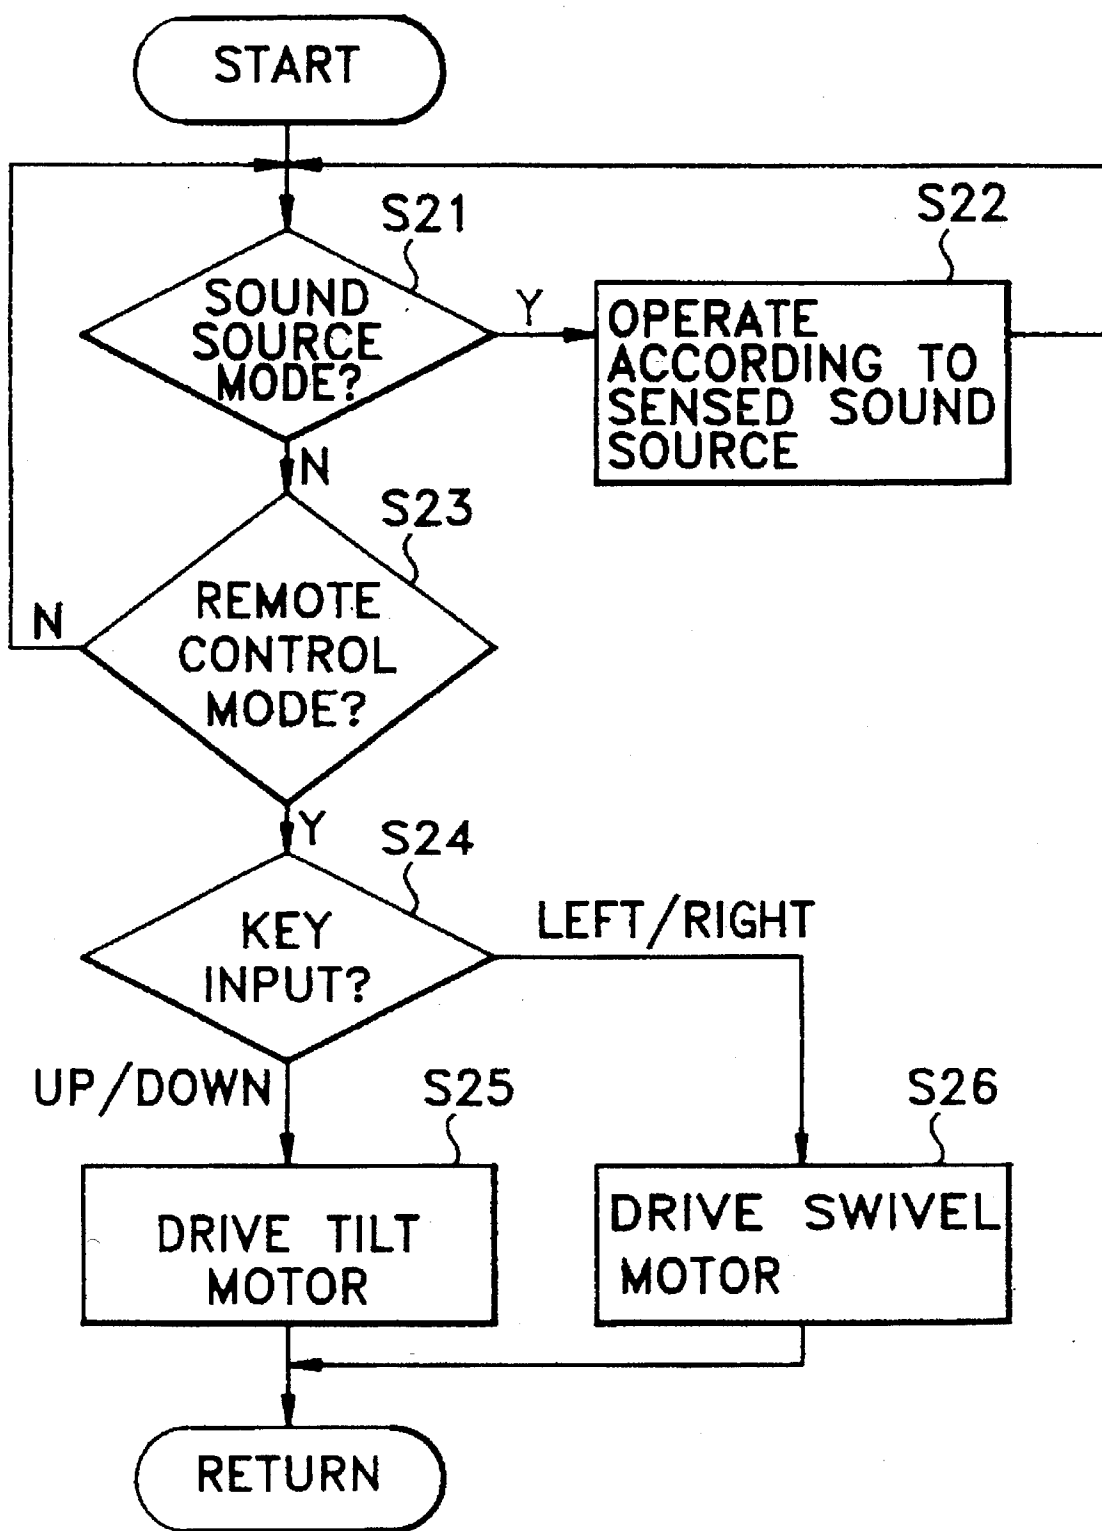 START
S21
S22
SOUND
SOURCE
MODE?
Y
OPERATE
ACCORDING TO
SENSED SOUND
SOURCE
N
S23
REMOTE
CONTROL
MODE?
N
Y
S24
KEY
INPUT?
LEFT/RIGHT
UP/DOWN
S25
S26
DRIVE TILT
MOTOR
DRIVE SWIVEL
MOTOR
RETURN